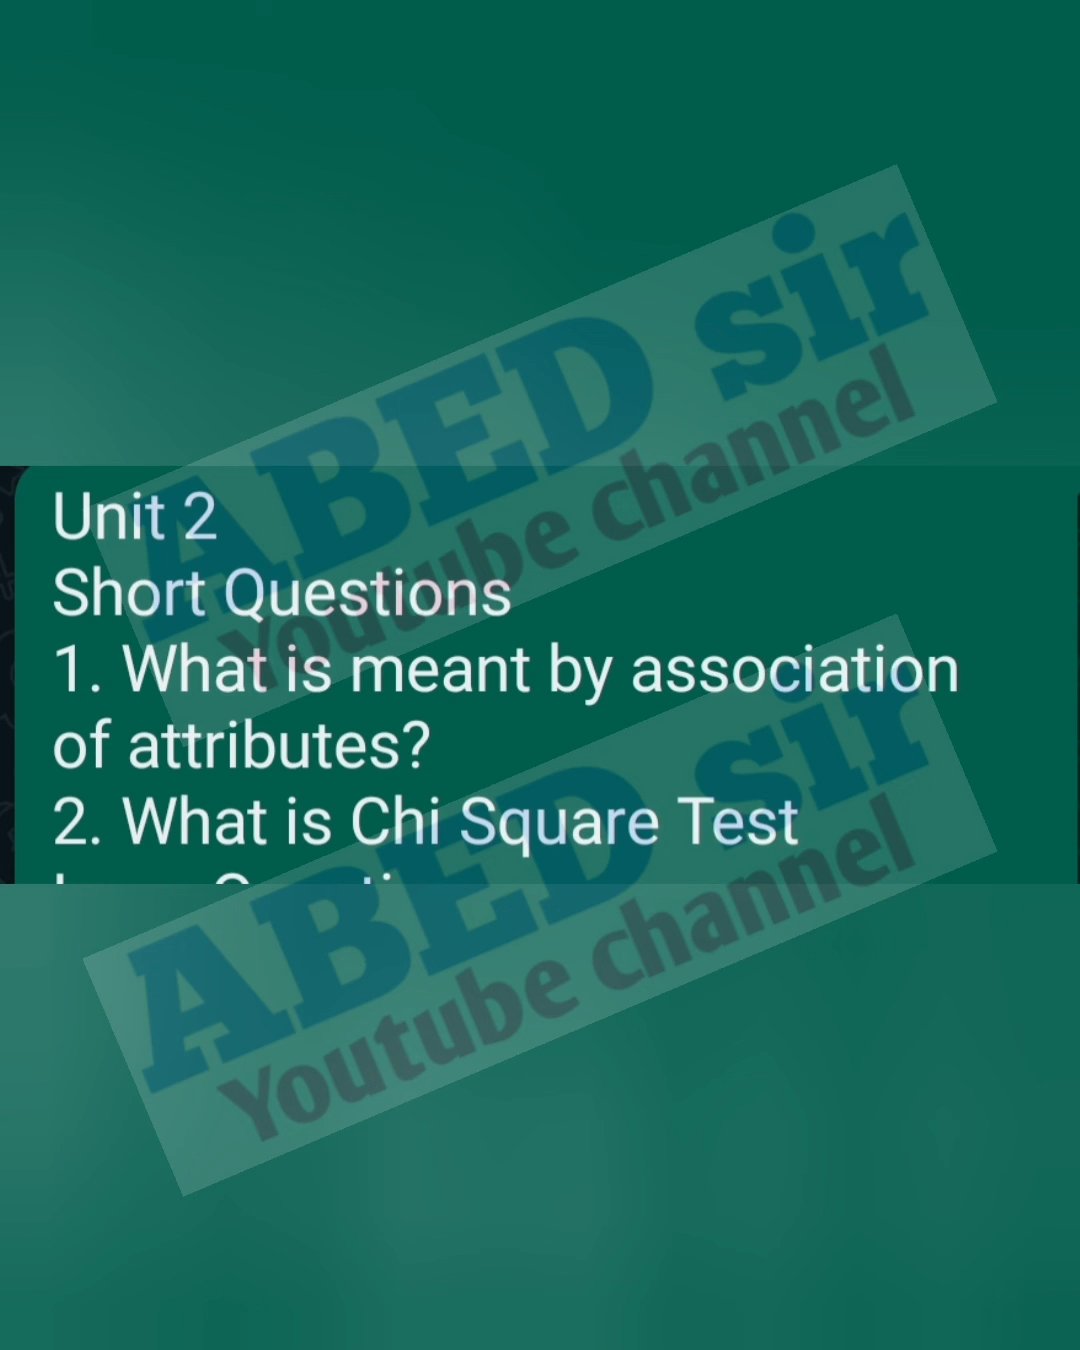 ABED sir
Youtube channel
Unit 2
Short Questions
1. What is meant by association
of attributes?
2. What is Chi Square Test
ABED sir
Youtube channel